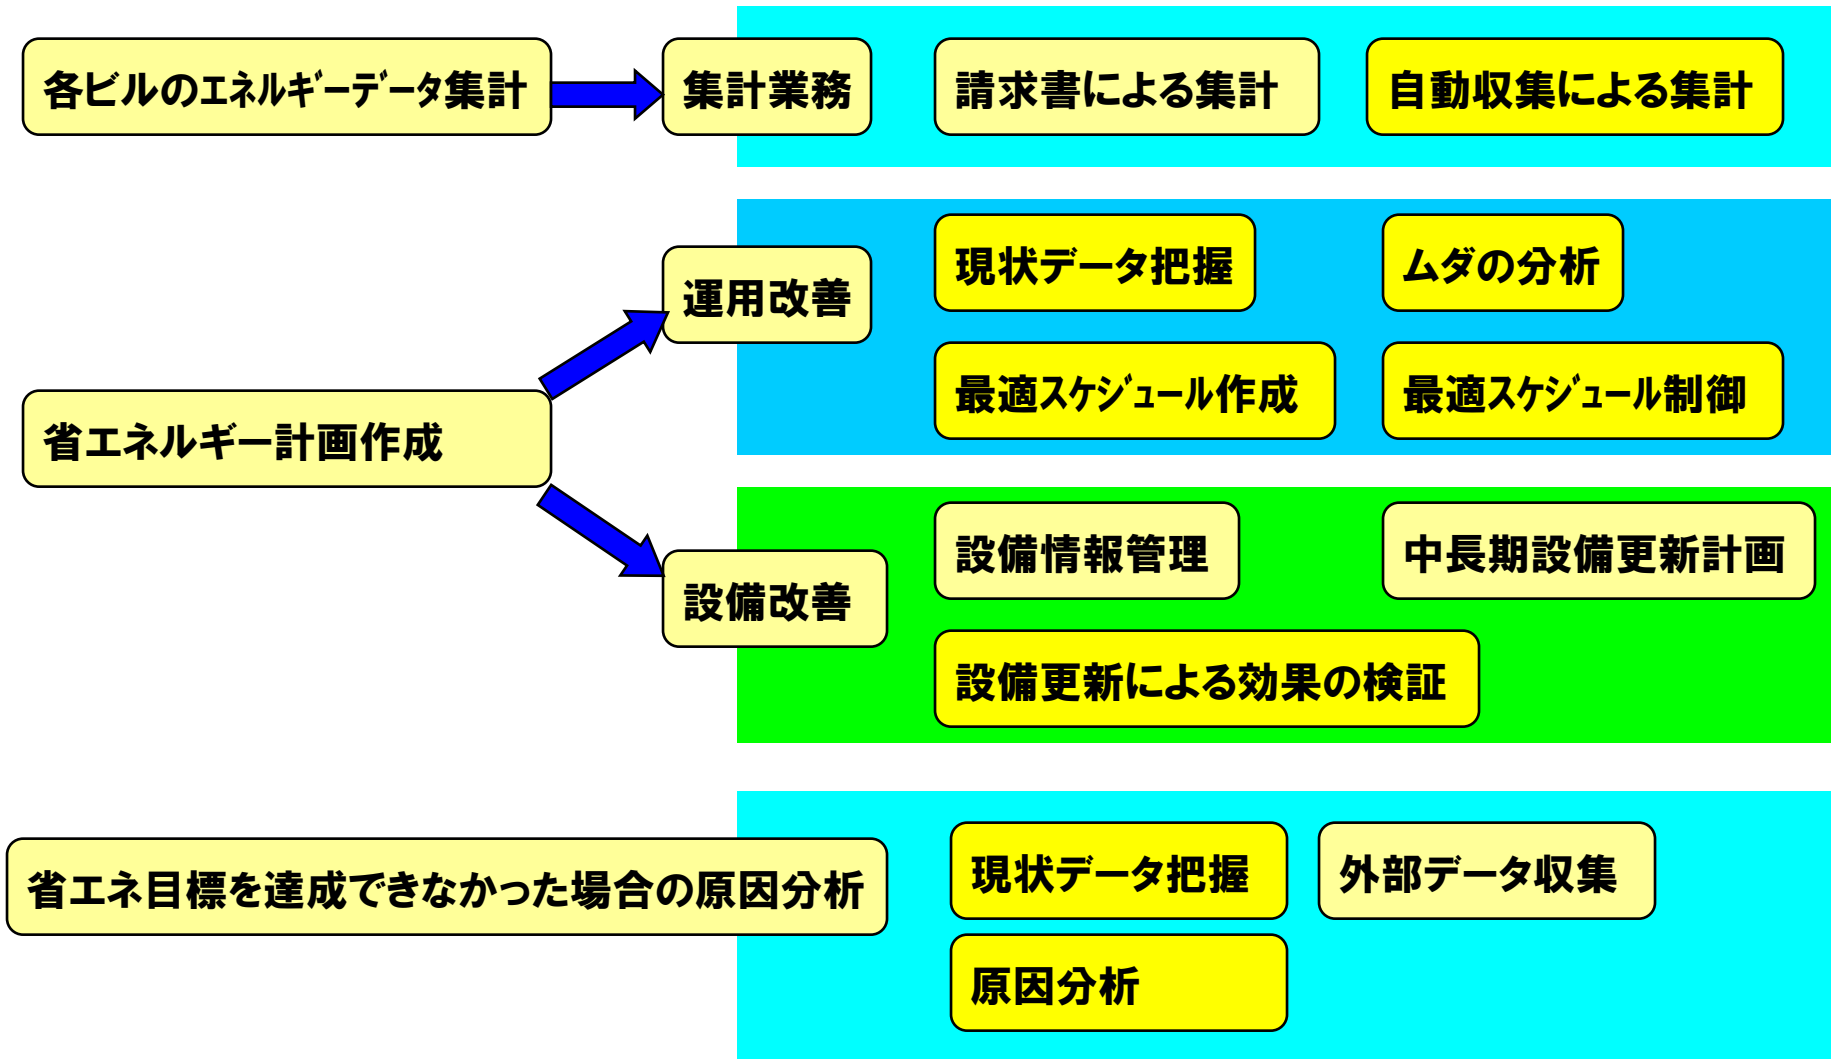 各ビルのエネルギーデータ集計
集計業務
請求書による集計
自動収集による集計
現状データ把握
ムダの分析
運用改善
最適スケジュール作成
最適スケジュール制御
省エネルギー計画作成
設備情報管理
中長期設備更新計画
設備改善
設備更新による効果の検証
現状データ把握
外部データ収集
省エネ目標を達成できなかった場合の原因分析
原因分析